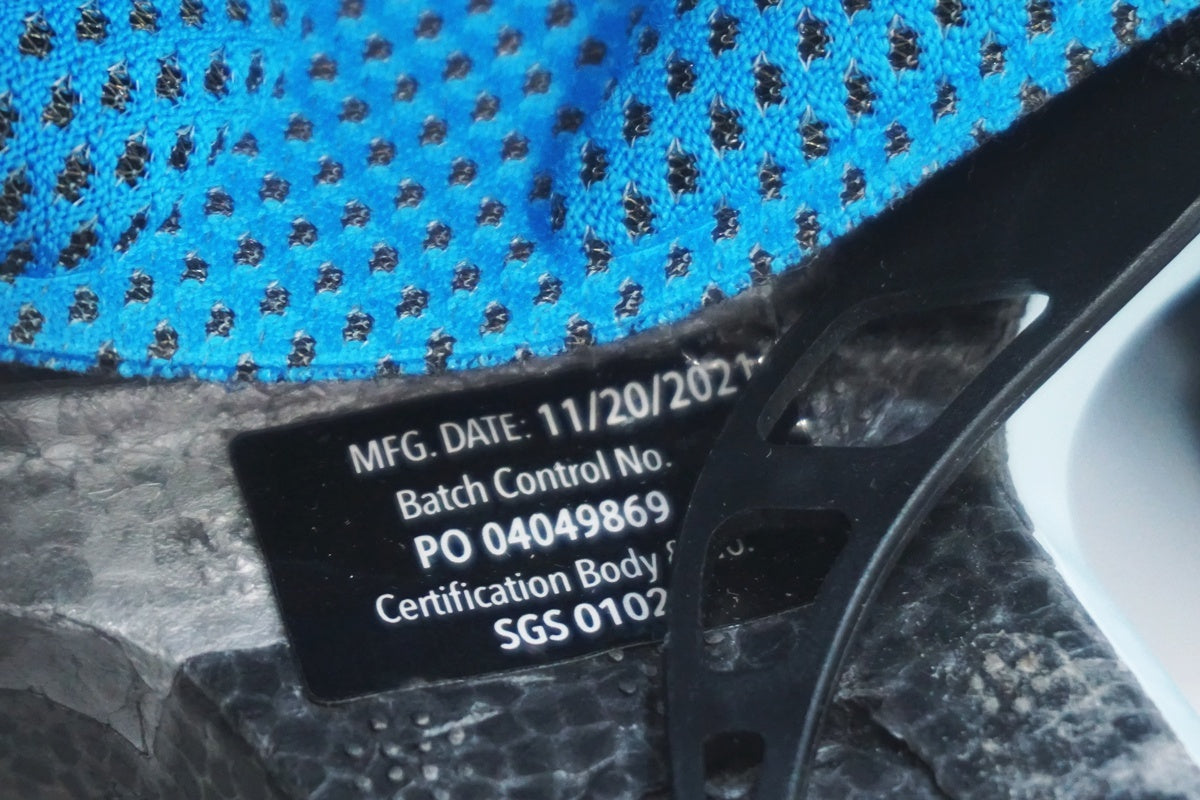 MFG. DATE: 11/20/2021
Batch Control No.
PO 04049869
Certification Body
SGS 0102